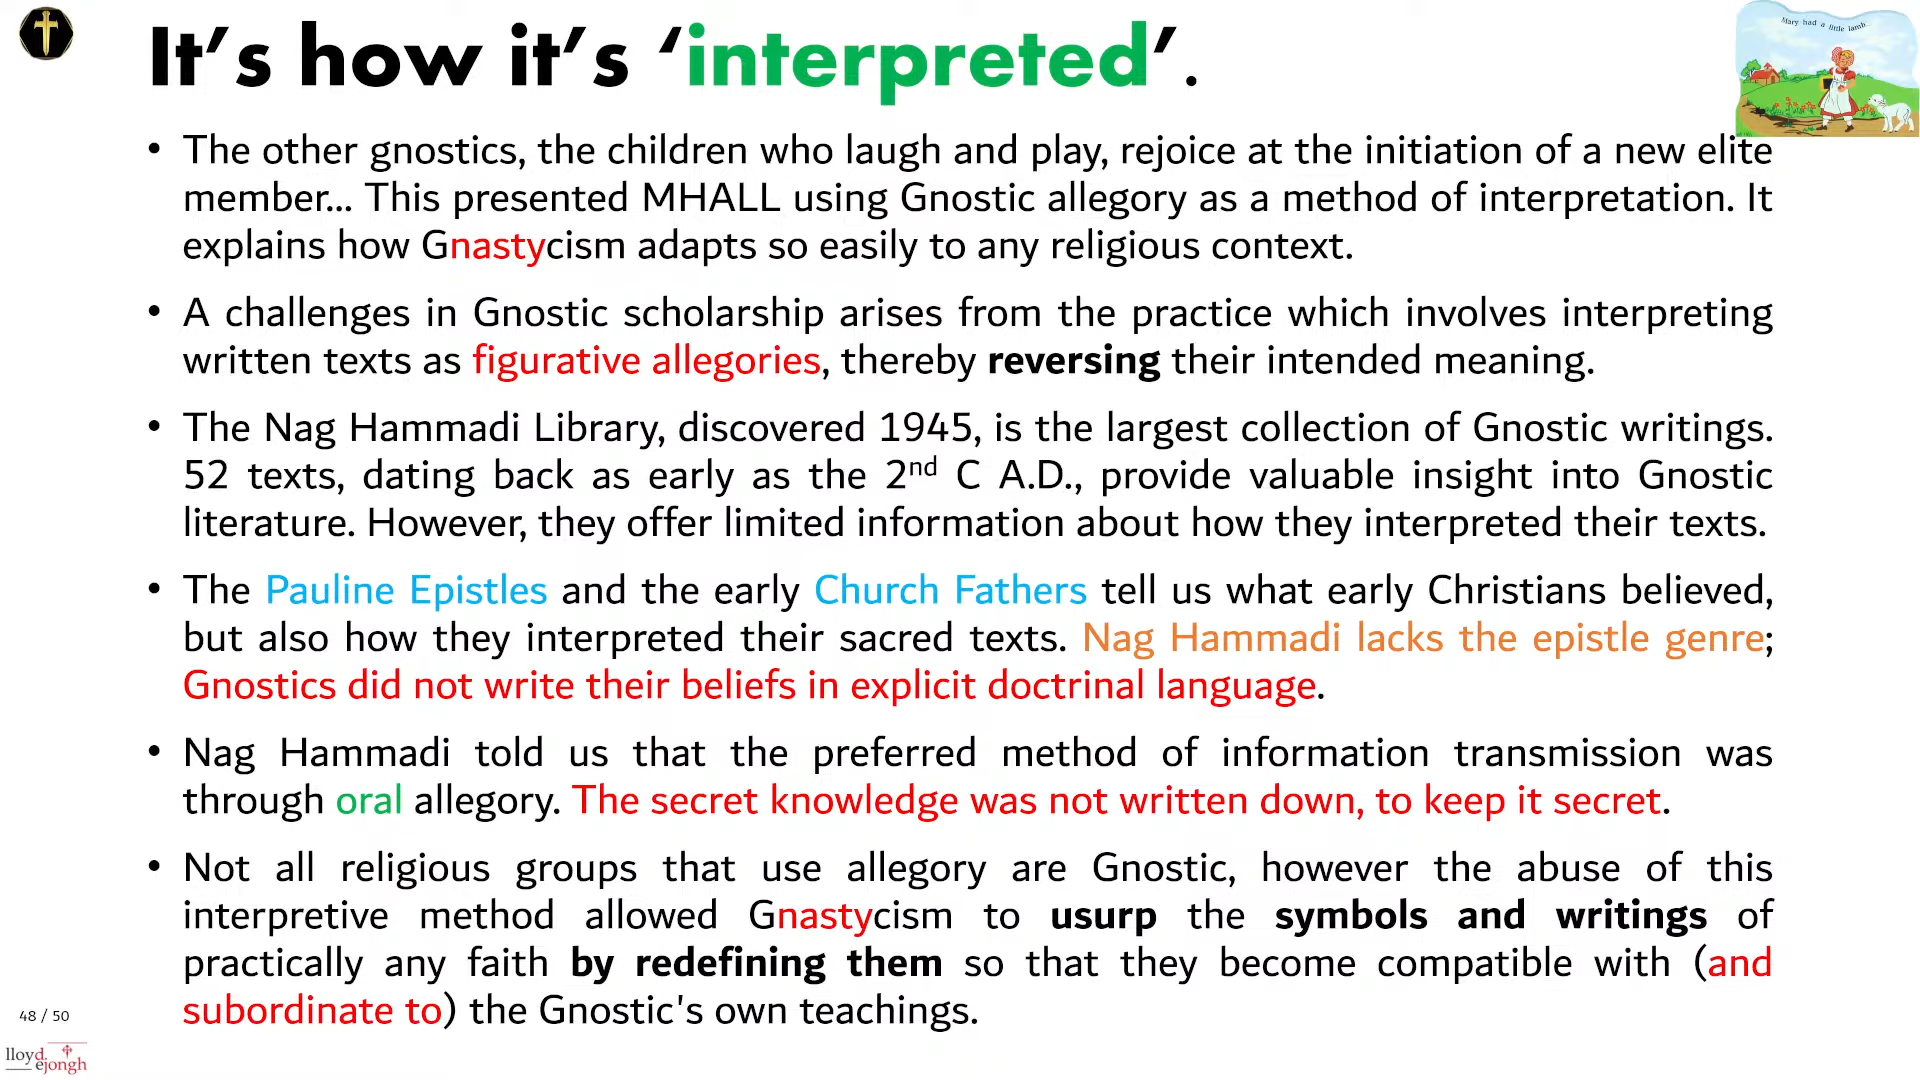 It’s how it’s ‘interpreted’.
Mary had a little lamb...
• The other gnostics, the children who laugh and play, rejoice at the initiation of a new elite
member... This presented MHALL using Gnostic allegory as a method of interpretation. It
explains how Gnastycism adapts so easily to any religious context.
• A challenges in Gnostic scholarship arises from the practice which involves interpreting
written texts as figurative allegories, thereby reversing their intended meaning.
• The Nag Hammadi Library, discovered 1945, is the largest collection of Gnostic writings.
52 texts, dating back as early as the 2nd C A.D., provide valuable insight into Gnostic
literature. However, they offer limited information about how they interpreted their texts.
• The Pauline Epistles and the early Church Fathers tell us what early Christians believed,
but also how they interpreted their sacred texts. Nag Hammadi lacks the epistle genre;
Gnostics did not write their beliefs in explicit doctrinal language.
• Nag Hammadi told us that the preferred method of information transmission was
through oral allegory. The secret knowledge was not written down, to keep it secret.
• Not all religious groups that use allegory are Gnostic, however the abuse of this
interpretive method allowed Gnastycism to usurp the symbols and writings of
practically any faith by redefining them so that they become compatible with (and
subordinate to) the Gnostic's own teachings.
48 / 50
lloyd
ejongh